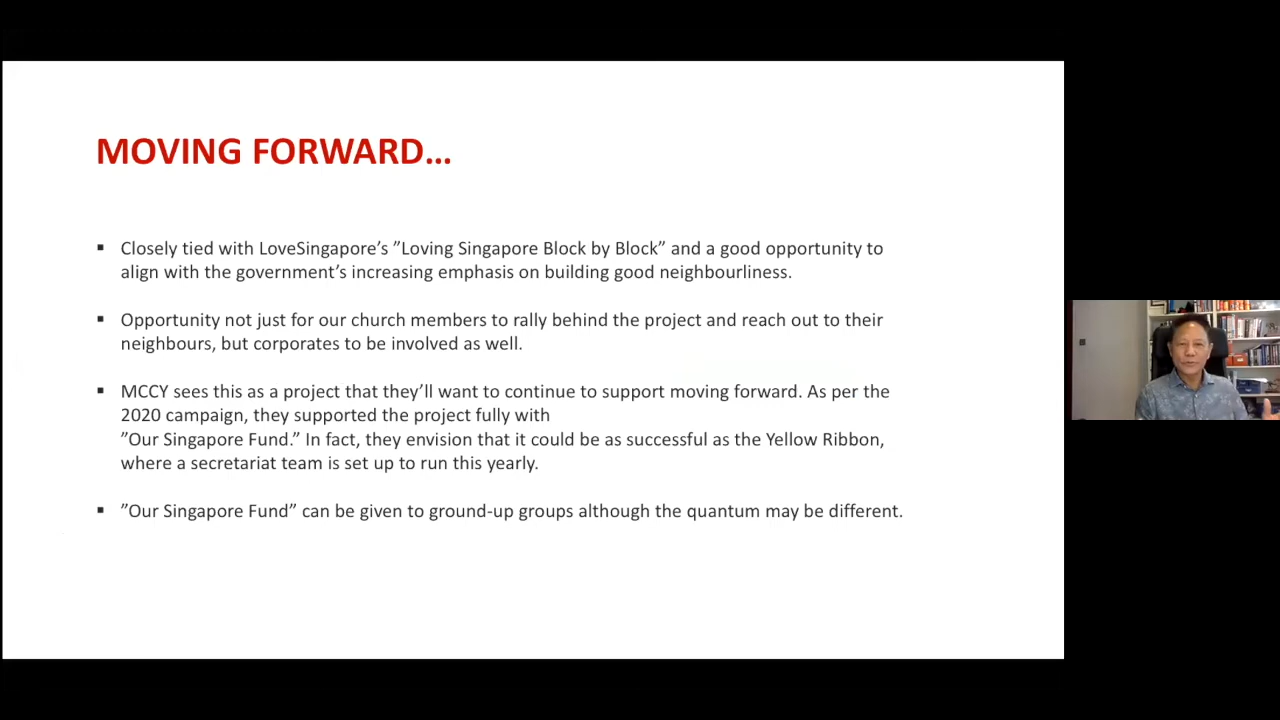 MOVING FORWARD…
▪ Closely tied with LoveSingapore’s ”Loving Singapore Block by Block” and a good opportunity to
align with the government’s increasing emphasis on building good neighbourliness.
▪ Opportunity not just for our church members to rally behind the project and reach out to their
neighbours, but corporates to be involved as well.
▪ MCCY sees this as a project that they’ll want to continue to support moving forward. As per the
2020 campaign, they supported the project fully with
”Our Singapore Fund.” In fact, they envision that it could be as successful as the Yellow Ribbon,
where a secretariat team is set up to run this yearly.
▪ ”Our Singapore Fund” can be given to ground-up groups although the quantum may be different.